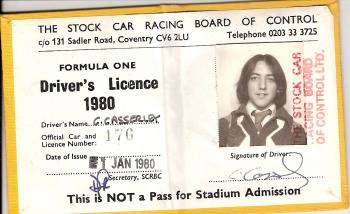 THE STOCK CAR RACING BOARD OF CONTROL
c/o 131 Sadler Road, Coventry CV6 2LU
Telephone 0203 33 3725
FORMULA ONE
Driver's Licence
1980
Driver's Name
Official Car and
Licence Number: 176
Date of Issue 1 JAN 1980
Secretary, SCRBC
THE STOCK CAR
RACING BOARD
OF CONTROL LTD.
Signature of Driver:
This is NOT a Pass for Stadium Admission